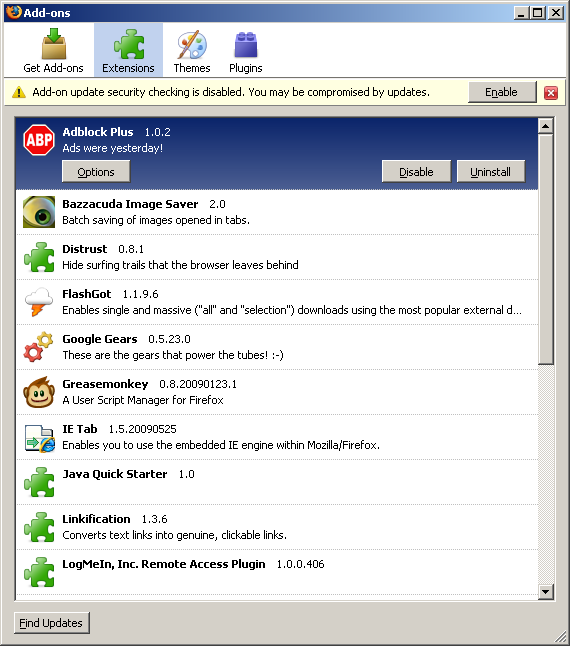 Add-ons
Get Add-ons
Extensions
Themes
Plugins
Add-on update security checking is disabled. You may be compromised by updates.
Enable
ABP
Adblock Plus 1.0.2
Ads were yesterday!
Options
Disable
Uninstall
Bazzacuda Image Saver 2.0
Batch saving of images opened in tabs.
Distrust 0.8.1
Hide surfing trails that the browser leaves behind
FlashGot 1.1.9.6
Enables single and massive ("all" and "selection") downloads using the most popular external d...
Google Gears 0.5.23.0
These are the gears that power the tubes! :-)
Greasemonkey 0.8.20090123.1
A User Script Manager for Firefox
IE Tab 1.5.20090525
Enables you to use the embedded IE engine within Mozilla/Firefox.
Java Quick Starter 1.0
Linkification 1.3.6
Converts text links into genuine, clickable links.
LogMeIn, Inc. Remote Access Plugin 1.0.0.406
Find Updates